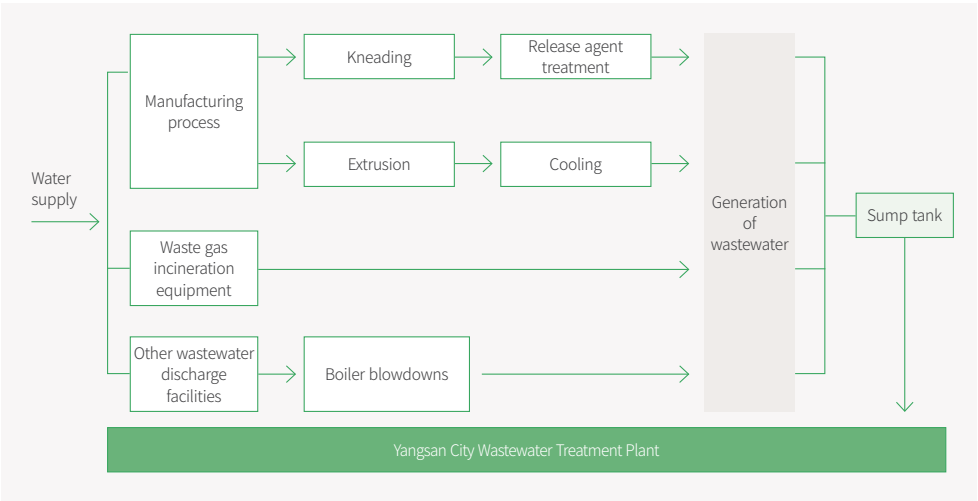 Water
supply
Manufacturing
process
Kneading
Release agent
treatment
Extrusion
Cooling
Waste gas
incineration
equipment
Other wastewater
discharge
facilities
Boiler blowdowns
Generation
of
wastewater
Sump tank
Yangsan City Wastewater Treatment Plant